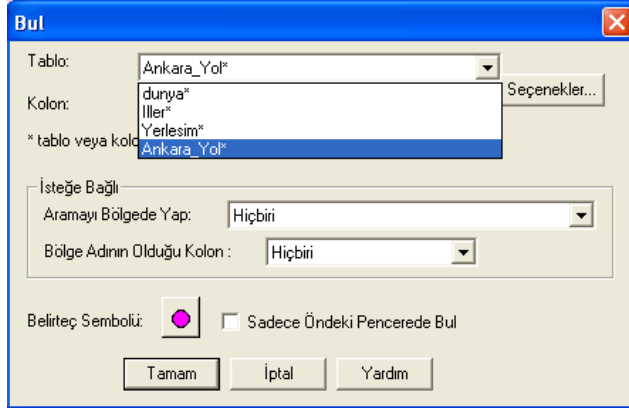 Bul
Tablo:
Ankara_Yol*
dunya*
Iller*
Yerlesim*
Ankara_Yol*
Seçenekler...
Kolon:
* tablo veya
İsteğe Bağlı
Aramayı Bölgede Yap:
Hiçbiri
Bölge Adının Olduğu Kolon :
Hiçbiri
Belirteç Sembolü:
Sadece Öndeki Pencerede Bul
Tamam
İptal
Yardım